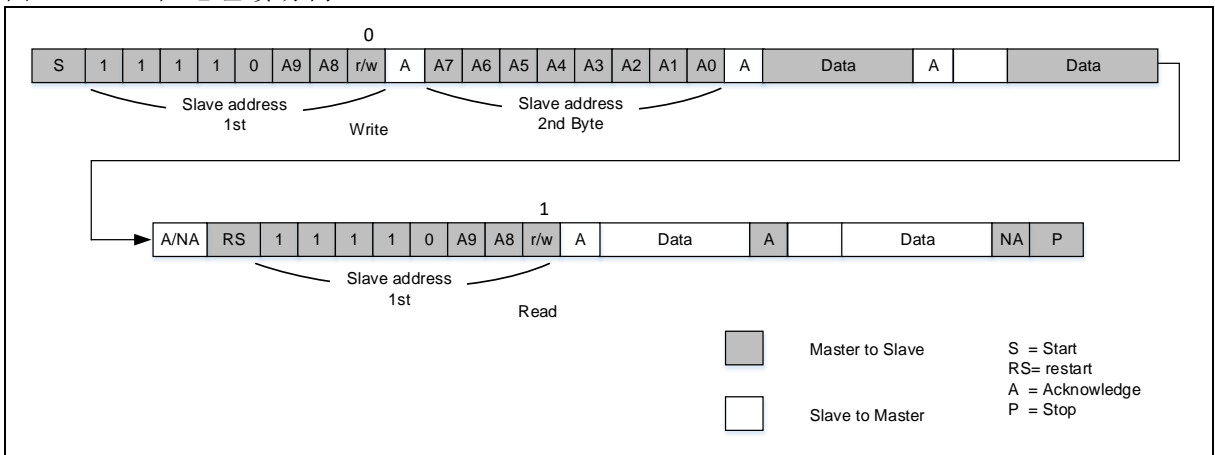 0
S 1 1 1 1 0 A9 A8 r/w A A7 A6 A5 A4 A3 A2 A1 A0 A Data A Data
Slave address
1st
Write
Slave address
2nd Byte
1
A/NA RS 1 1 1 1 0 A9 A8 r/w A Data A Data NA P
Slave address
1st
Read
Master to Slave
Slave to Master
S = Start
RS= restart
A = Acknowledge
P = Stop